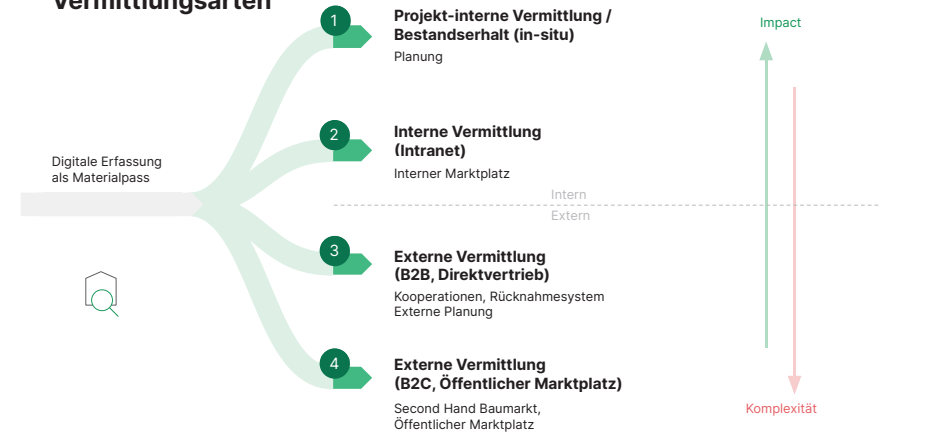 Vermittlungsarten
1
Projekt-interne Vermittlung /
Bestandserhalt (in-situ)
Planung
Impact
2
Interne Vermittlung
(Intranet)
Interner Marktplatz
Digitale Erfassung
als Materialpass
Intern
Extern
3
Externe Vermittlung
(B2B, Direktvertrieb)
Kooperationen, Rücknahmesystem
Externe Planung
4
Externe Vermittlung
(B2C, Öffentlicher Marktplatz)
Second Hand Baumarkt,
Öffentlicher Marktplatz
Komplexität